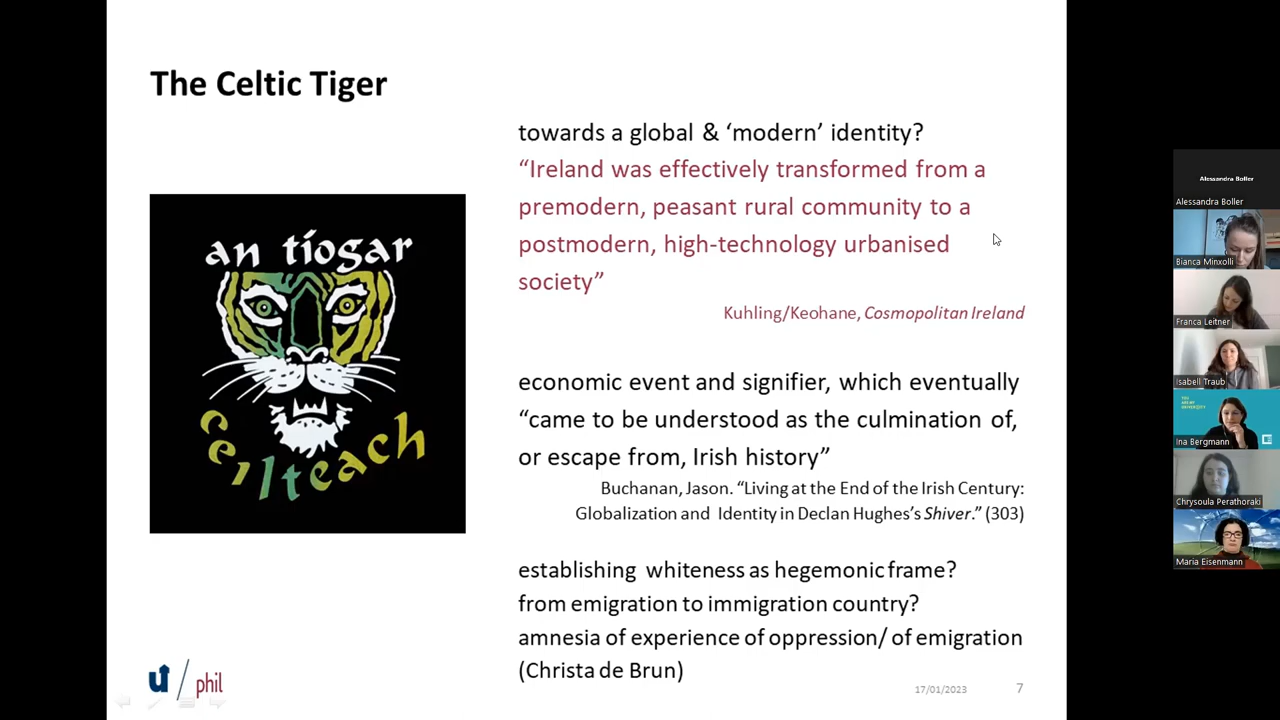 The Celtic Tiger
an tíogar
ceilteach
towards a global & ‘modern’ identity?
“Ireland was effectively transformed from a
premodern, peasant rural community to a
postmodern, high-technology urbanised
society”
Kuhling/Keohane, Cosmopolitan Ireland
economic event and signifier, which eventually
“came to be understood as the culmination of,
or escape from, Irish history”
Buchanan, Jason. “Living at the End of the Irish Century:
Globalization and Identity in Declan Hughes’s Shiver.” (303)
establishing whiteness as hegemonic frame?
from emigration to immigration country?
amnesia of experience of oppression/ of emigration
(Christa de Brun)
u / phil
17/01/2023
7
Alessandra Boller
Alessandra Boller
Bianca Minxolli
Franca Leitner
Isabell Traub
Ina Bergmann
Chrysoula Perathoraki
Maria Eisenmann